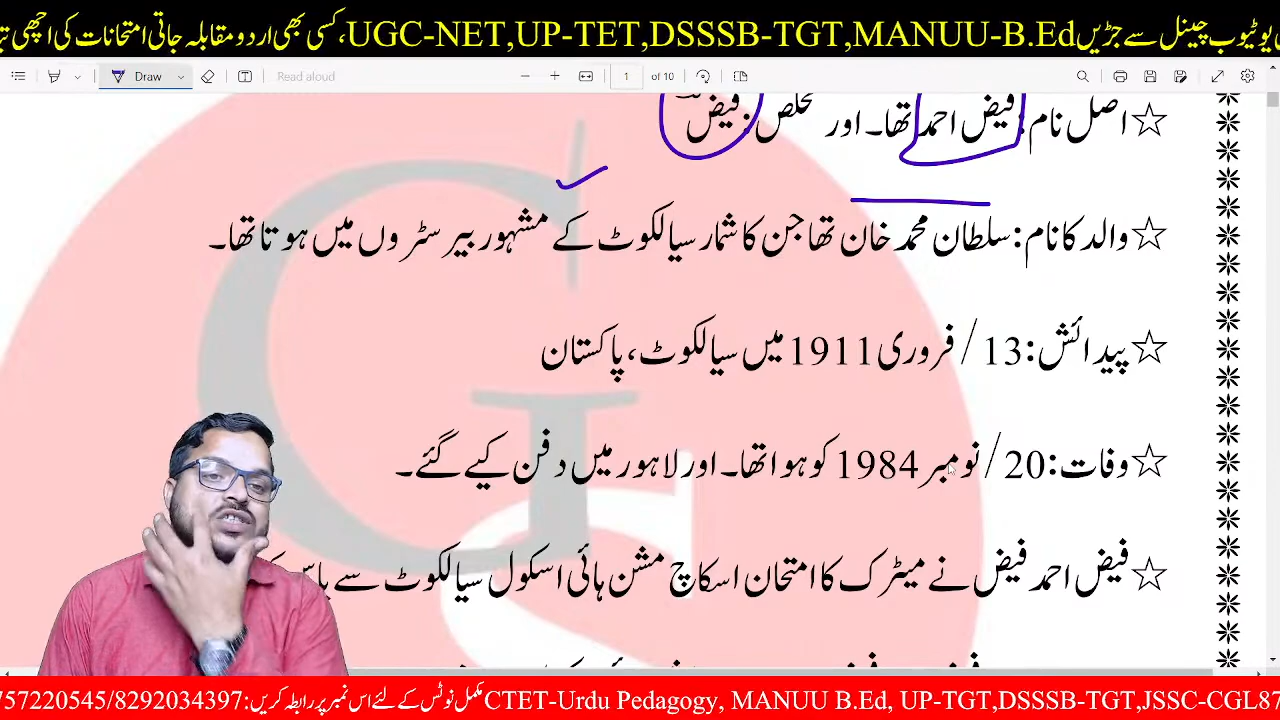 یوٹیوب چینل سے جڑیں UGC-NET,UP-TET,DSSSB-TGT,MANUU-B.Ed، کسی بھی اردو مقابلہ جاتی امتحانات کی اچھی
Draw
Read aloud
1 of 10
☆ اصل نام: فیض احمد تھا۔ اور تخلص: فیض
☆ والد کا نام: سلطان محمد خان تھا جن کا شمار سیالکوٹ کے مشہور بیرسٹروں میں ہوتا تھا۔
☆ پیدائش: 13/ فروری 1911 میں سیالکوٹ، پاکستان
☆ وفات: 20/ نومبر 1984 کو ہوا تھا۔ اور لاہور میں دفن کیے گئے۔
☆ فیض احمد فیض نے میٹرک کا امتحان اسکاچ مشن ہائی اسکول سیالکوٹ سے پاس
757220545/8292034397: مکمل نوٹس کے لئے اس نمبر پر رابطہ کریں CTET-Urdu Pedagogy, MANUU B.Ed, UP-TGT,DSSSB-TGT,JSSC-CGL87